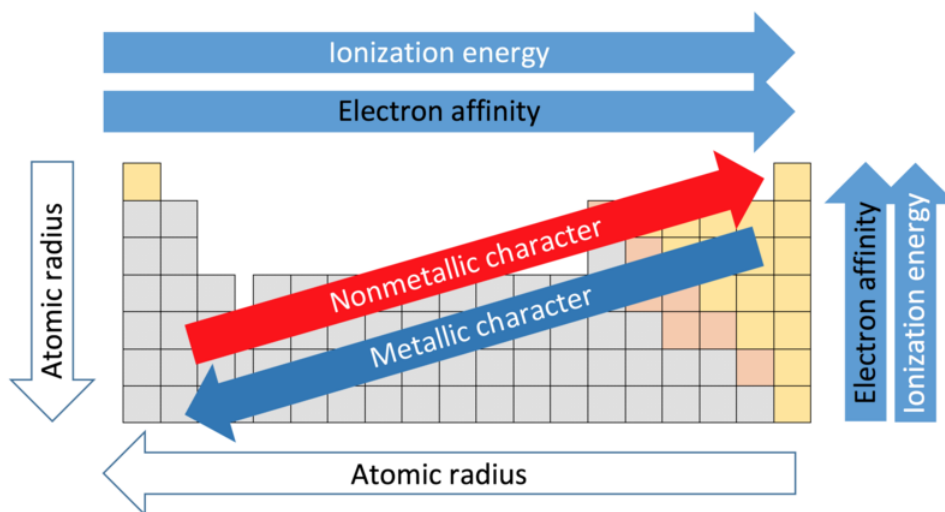 Ionization energy
Electron affinity
Atomic radius
Nonmetallic character
Metallic character
Electron affinity
Ionization energy
Atomic radius